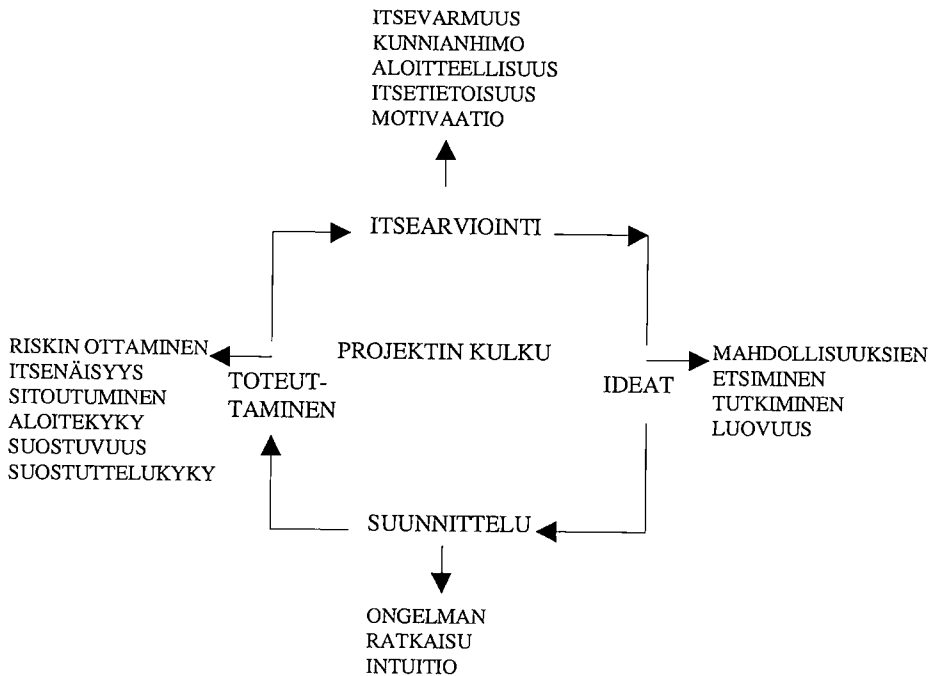 ITSEVARMUUS
KUNNIANHIMO
ALOITTEELLISUUS
ITSETIETOISUUS
MOTIVAATIO
ITSEARVIOINTI
PROJEKTIN KULKU
RISKIN OTTAMINEN
ITSENÄISYYS
SITOUTUMINEN
ALOITEKYKY
SUOSTUVUUS
SUOSTUTTELUKYKY
TOTEUT-
TAMINEN
IDEAT
MAHDOLLISUUKSIEN
ETSIMINEN
TUTKIMINEN
LUOVUUS
SUUNNITTELU
ONGELMAN
RATKAISU
INTUITIO